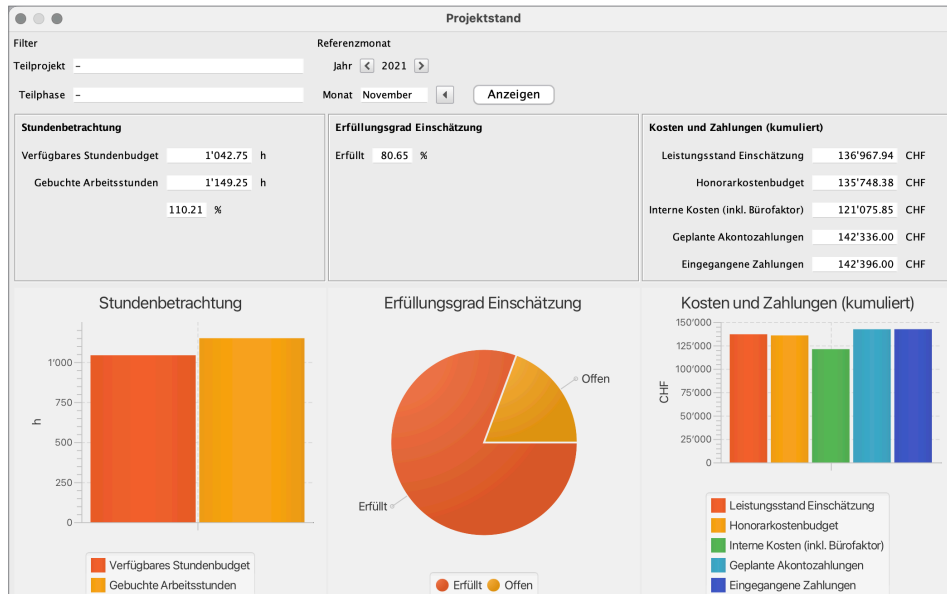 Projektstand
Filter
Referenzmonat
Teilprojekt –
Jahr < 2021 >
Teilphase –
Monat November
Anzeigen
Stundenbetrachtung
Verfügbares Stundenbudget 1'042.75 h
Gebuchte Arbeitsstunden 1'149.25 h
110.21 %
Erfüllungsgrad Einschätzung
Erfüllt 80.65 %
Kosten und Zahlungen (kumuliert)
Leistungsstand Einschätzung 136'967.94 CHF
Honorarkostenbudget 135'748.38 CHF
Interne Kosten (inkl. Bürofaktor) 121'075.85 CHF
Geplante Akontozahlungen 142'336.00 CHF
Eingegangene Zahlungen 142'396.00 CHF
Stundenbetrachtung
h
1'000
750
500
250
0
Verfügbares Stundenbudget
Gebuchte Arbeitsstunden
Erfüllungsgrad Einschätzung
Offen
Erfüllt
Erfüllt Offen
Kosten und Zahlungen (kumuliert)
CHF
150'000
125'000
100'000
75'000
50'000
25'000
0
Leistungsstand Einschätzung
Honorarkostenbudget
Interne Kosten (inkl. Bürofaktor)
Geplante Akontozahlungen
Eingegangene Zahlungen